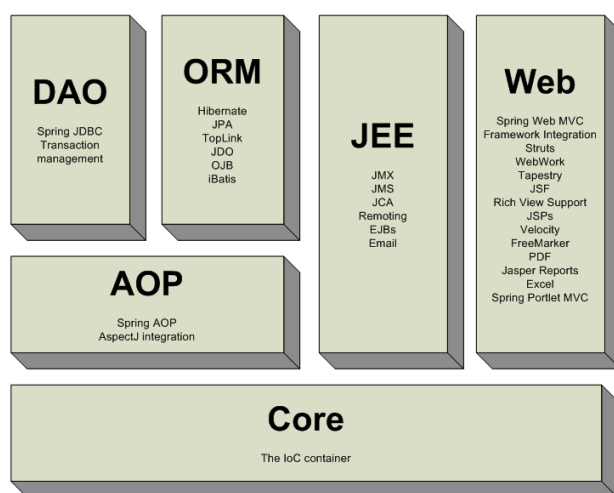 DAO
Spring JDBC
Transaction
management
ORM
Hibernate
JPA
TopLink
JDO
OJB
iBatis
JEE
JMX
JMS
JCA
Remoting
EJBs
Email
Web
Spring Web MVC
Framework Integration
Struts
WebWork
Tapestry
JSF
Rich View Support
JSPs
Velocity
FreeMarker
PDF
Jasper Reports
Excel
Spring Portlet MVC
AOP
Spring AOP
AspectJ integration
Core
The IoC container